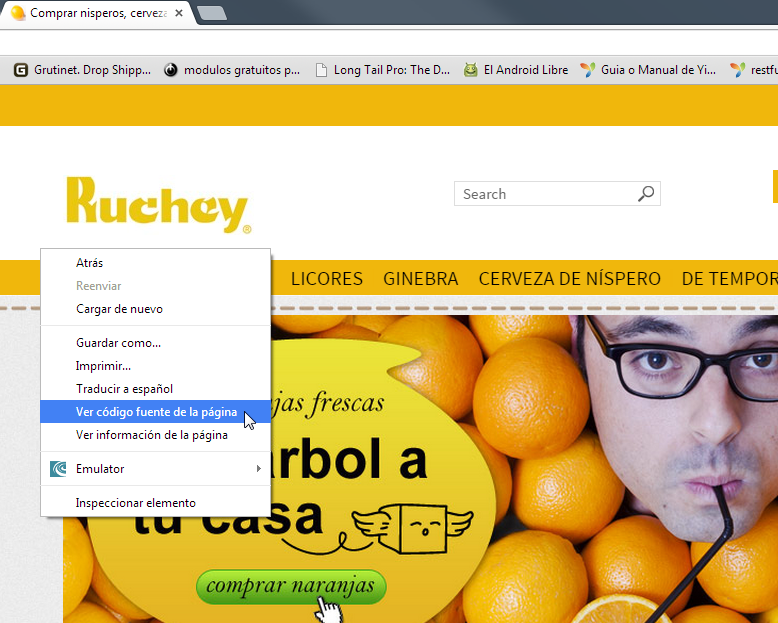 Comprar nisperos, cerveza
Grutinet. Drop Shipp...
modulos gratuitos p...
Long Tail Pro: The D...
El Android Libre
Guia o Manual de Yi...
restfu
Ruchey®
Search
LICORES
GINEBRA
CERVEZA DE NÍSPERO
DE TEMPOR
Atrás
Reenviar
Cargar de nuevo
Guardar como...
Imprimir...
Traducir a español
Ver código fuente de la página
Ver información de la página
Emulator
Inspeccionar elemento
jas frescas
árbol a
tu casa
comprar naranjas